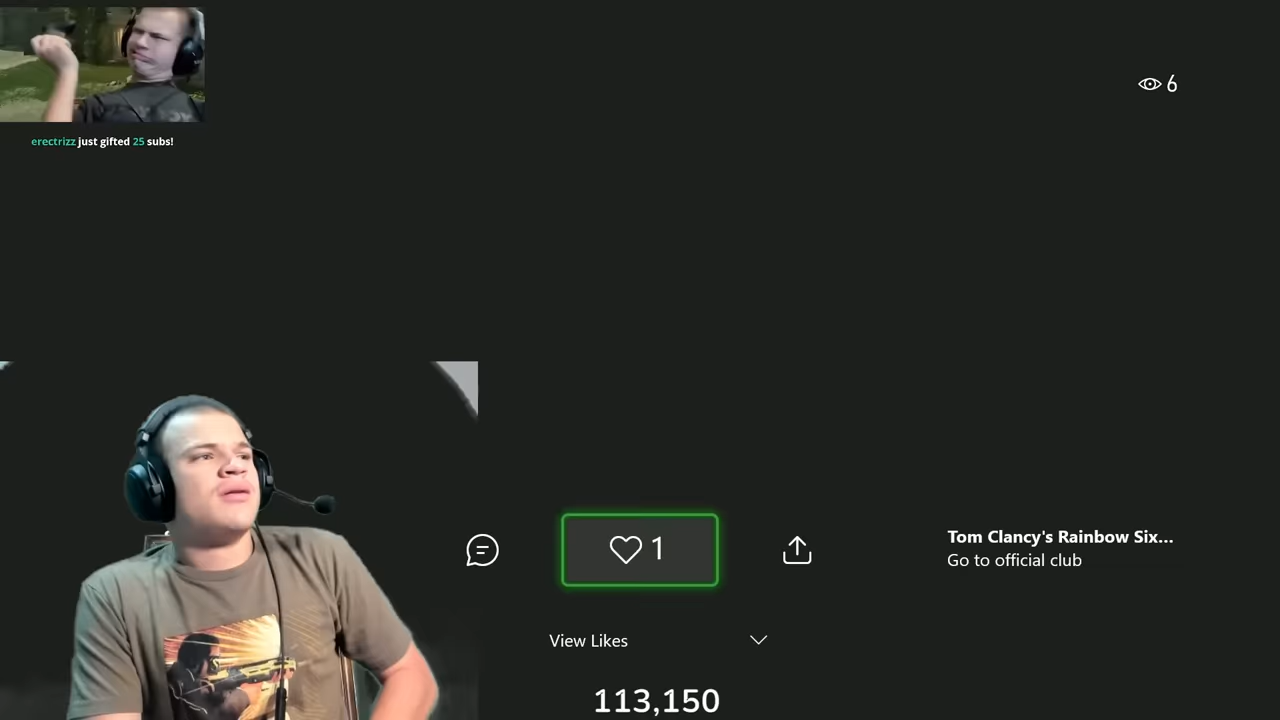 6
erectrizz just gifted 25 subs!
1
Tom Clancy's Rainbow Six...
Go to official club
View Likes
113,150